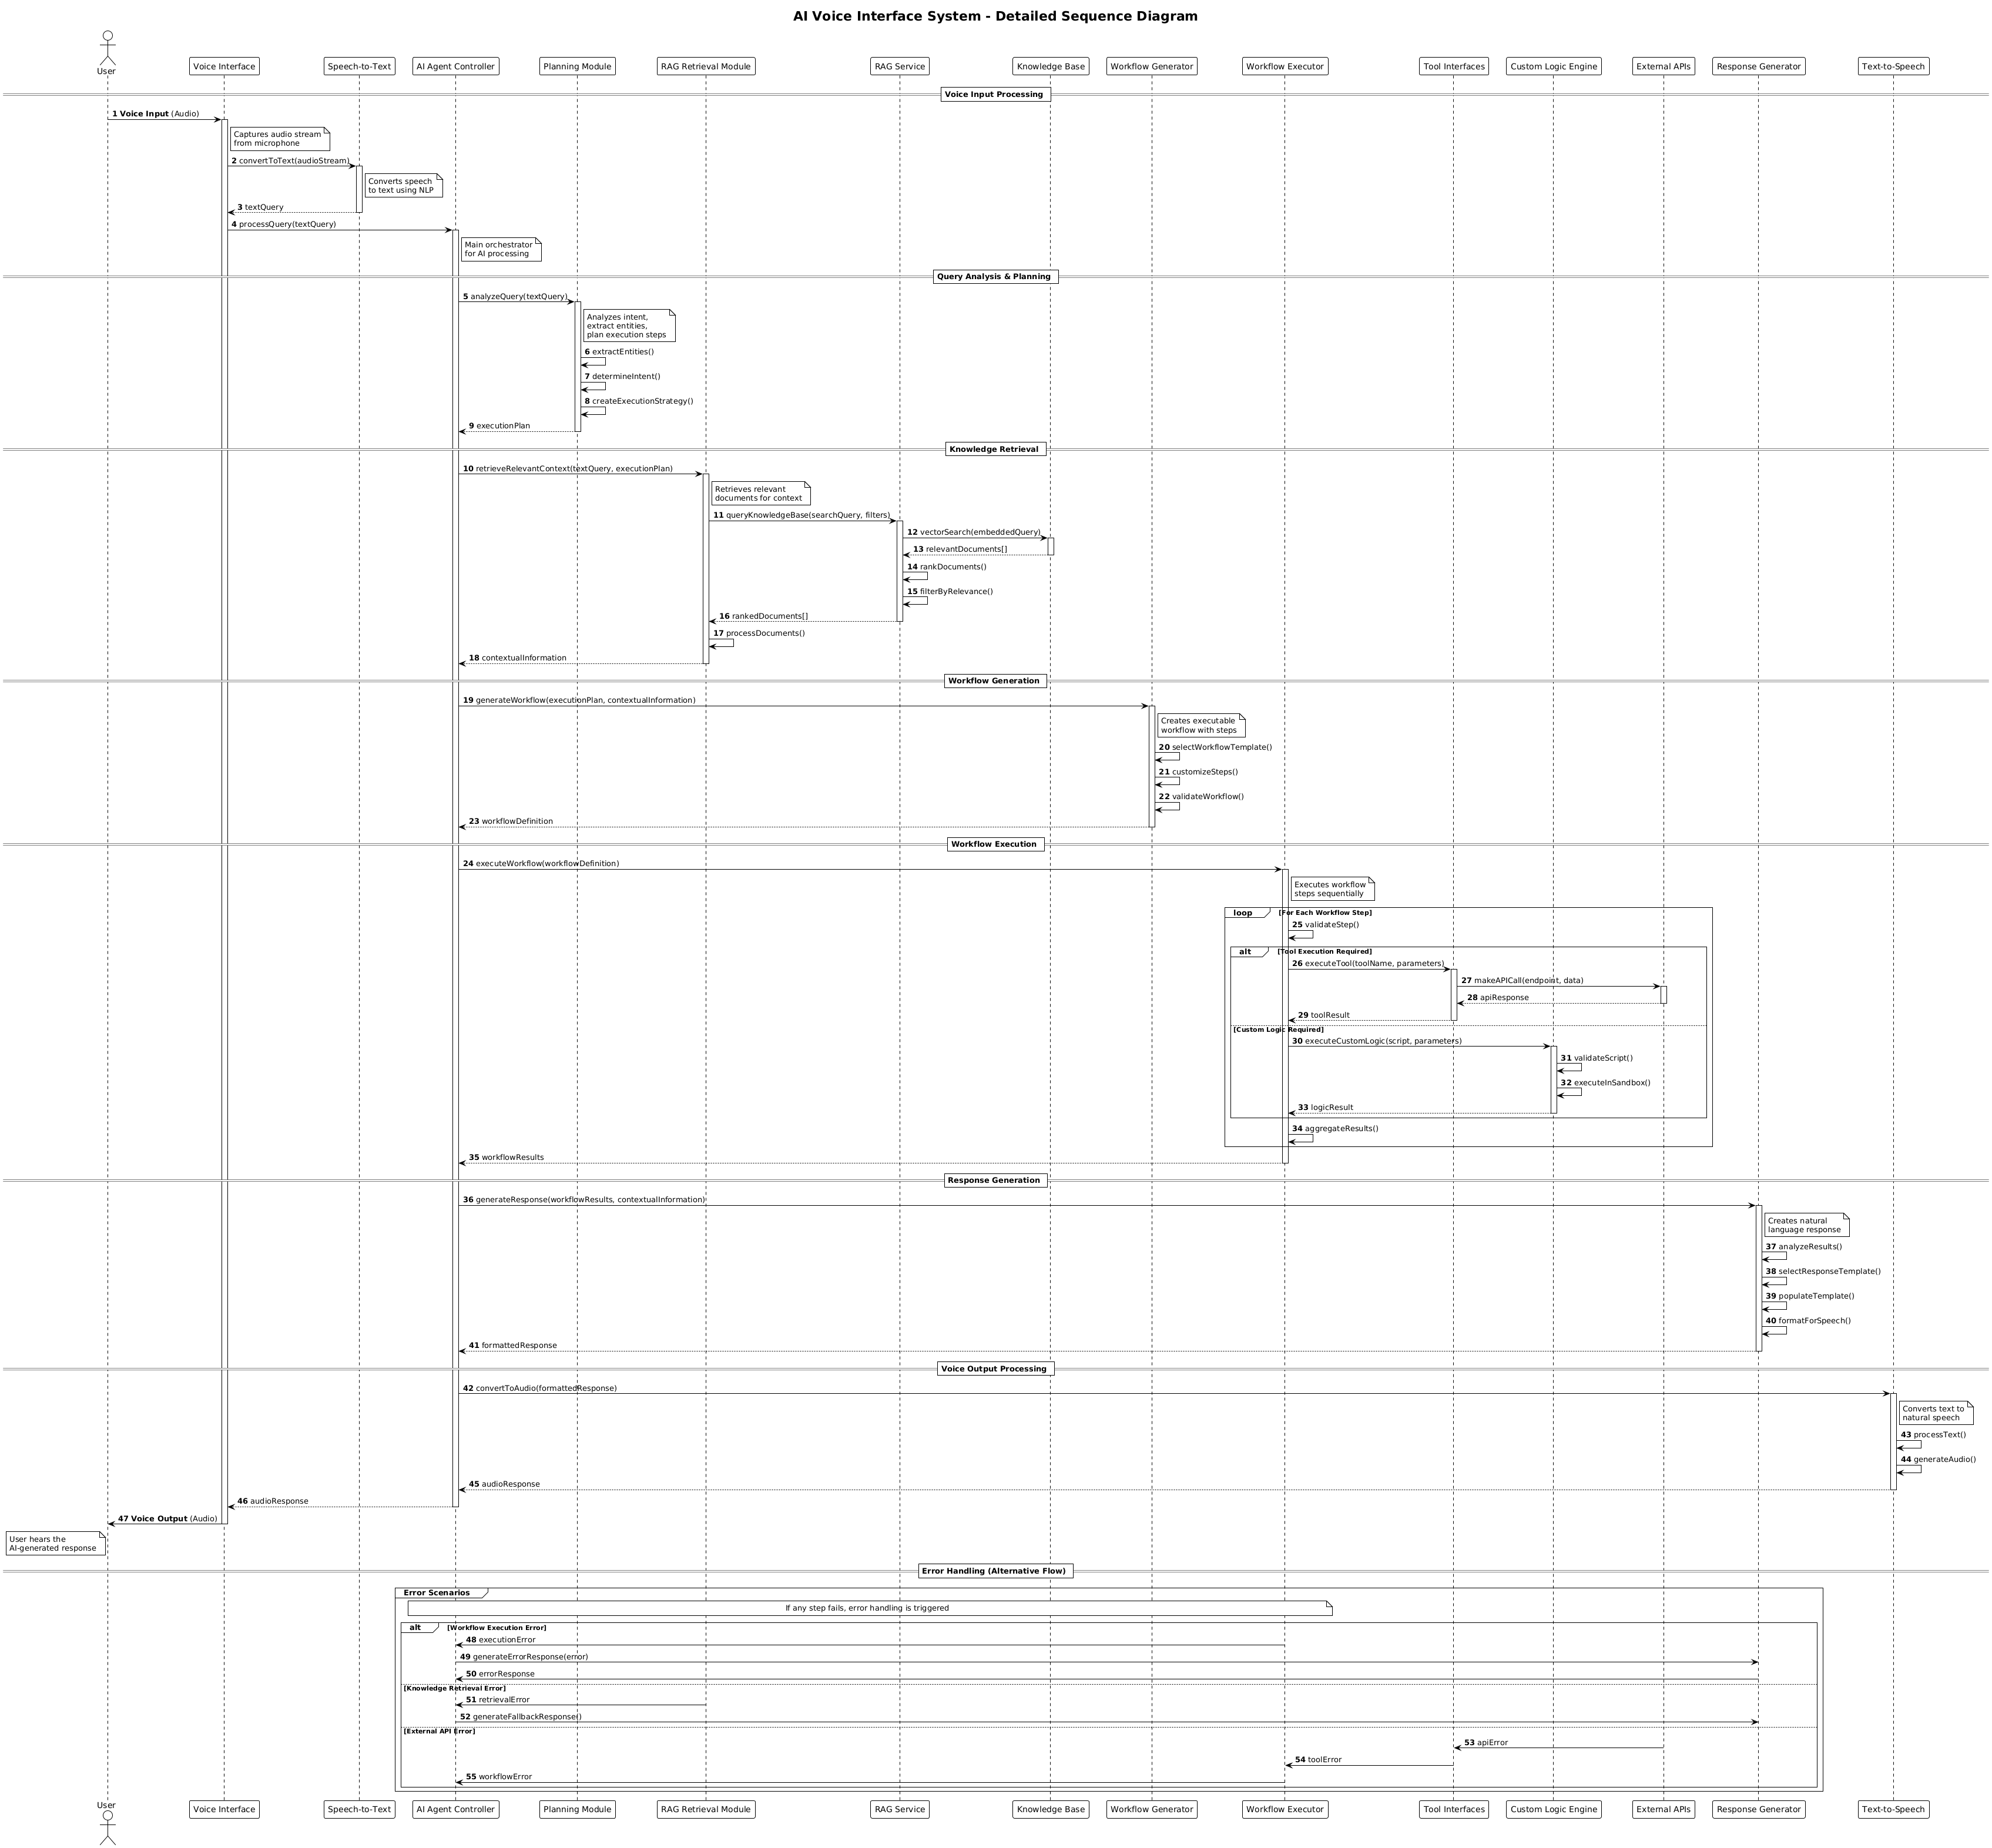 AI Voice Interface System - Detailed Sequence Diagram
User
Voice Interface
Speech-to-Text
AI Agent Controller
Planning Module
RAG Retrieval Module
RAG Service
Knowledge Base
Workflow Generator
Workflow Executor
Tool Interfaces
Custom Logic Engine
External APIs
Response Generator
Text-to-Speech
Voice Input Processing
1 Voice Input (Audio)
Captures audio stream
from microphone
2 convertToText(audioStream)
Converts speech
to text using NLP
3 textQuery
4 processQuery(textQuery)
Main orchestrator
for AI processing
Query Analysis & Planning
5 analyzeQuery(textQuery)
Analyzes intent,
extract entities,
plan execution steps
6 extractEntities()
7 determineIntent()
8 createExecutionStrategy()
9 executionPlan
Knowledge Retrieval
10 retrieveRelevantContext(textQuery, executionPlan)
Retrieves relevant
documents for context
11 queryKnowledgeBase(searchQuery, filters)
12 vectorSearch(embeddedQuery)
13 relevantDocuments[]
14 rankDocuments()
15 filterByRelevance()
16 rankedDocuments[]
17 processDocuments()
18 contextualInformation
Workflow Generation
19 generateWorkflow(executionPlan, contextualInformation)
Creates executable
workflow with steps
20 selectWorkflowTemplate()
21 customizeSteps()
22 validateWorkflow()
23 workflowDefinition
Workflow Execution
24 executeWorkflow(workflowDefinition)
Executes workflow
steps sequentially
loop [For Each Workflow Step]
25 validateStep()
alt [Tool Execution Required]
26 executeTool(toolName, parameters)
27 makeAPICall(endpoint, data)
28 apiResponse
29 toolResult
[Custom Logic Required]
30 executeCustomLogic(script, parameters)
31 validateScript()
32 executeInSandbox()
33 logicResult
34 aggregateResults()
35 workflowResults
Response Generation
36 generateResponse(workflowResults, contextualInformation)
Creates natural
language response
37 analyzeResults()
38 selectResponseTemplate()
39 populateTemplate()
40 formatForSpeech()
41 formattedResponse
Voice Output Processing
42 convertToAudio(formattedResponse)
Converts text to
natural speech
43 processText()
44 generateAudio()
45 audioResponse
46 audioResponse
47 Voice Output (Audio)
User hears the
AI-generated response
Error Handling (Alternative Flow)
Error Scenarios
If any step fails, error handling is triggered
alt [Workflow Execution Error]
48 executionError
49 generateErrorResponse(error)
50 errorResponse
[Knowledge Retrieval Error]
51 retrievalError
52 generateFallbackResponse()
[External API Error]
53 apiError
54 toolError
55 workflowError
User
Voice Interface
Speech-to-Text
AI Agent Controller
Planning Module
RAG Retrieval Module
RAG Service
Knowledge Base
Workflow Generator
Workflow Executor
Tool Interfaces
Custom Logic Engine
External APIs
Response Generator
Text-to-Speech